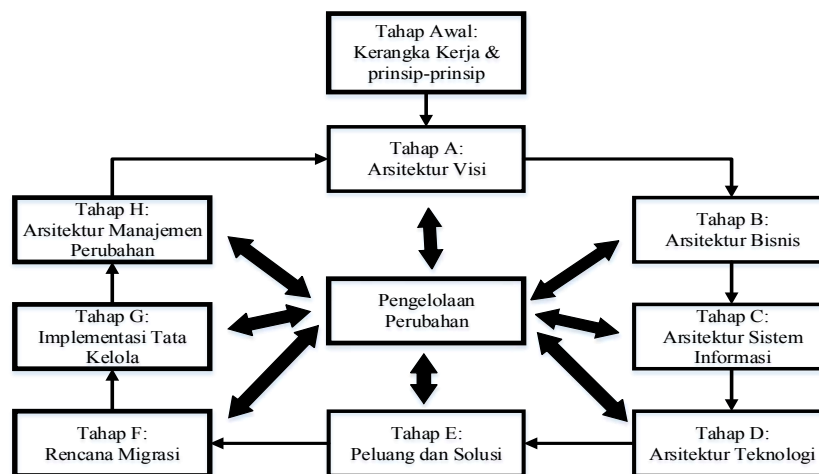 Tahap Awal:
Kerangka Kerja &
prinsip-prinsip
Tahap A:
Arsitektur Visi
Tahap H:
Arsitektur Manajemen
Perubahan
Tahap B:
Arsitektur Bisnis
Pengelolaan
Perubahan
Tahap G:
Implementasi Tata
Kelola
Tahap C:
Arsitektur Sistem
Informasi
Tahap F:
Rencana Migrasi
Tahap E:
Peluang dan Solusi
Tahap D:
Arsitektur Teknologi